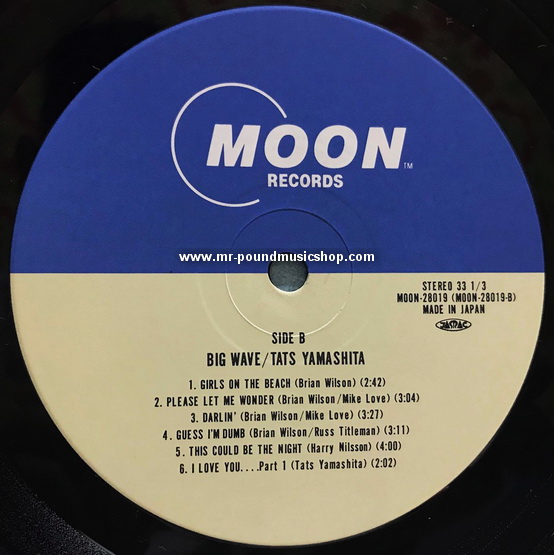 MOON
TM
RECORDS
www.mr-poundmusicshop.com
STEREO 33 1/3
MOON-28019 (MOON-28019-B)
MADE IN JAPAN
JASRAC
SIDE B
BIG WAVE/TATS YAMASHITA
1. GIRLS ON THE BEACH (Brian Wilson) (2:42)
2. PLEASE LET ME WONDER (Brian Wilson/Mike Love) (3:04)
3. DARLIN' (Brian Wilson/Mike Love) (3:27)
4. GUESS I'M DUMB (Brian Wilson/Russ Titleman) (3:11)
5. THIS COULD BE THE NIGHT (Harry Nilsson) (4:00)
6. I LOVE YOU....Part 1 (Tats Yamashita) (2:02)